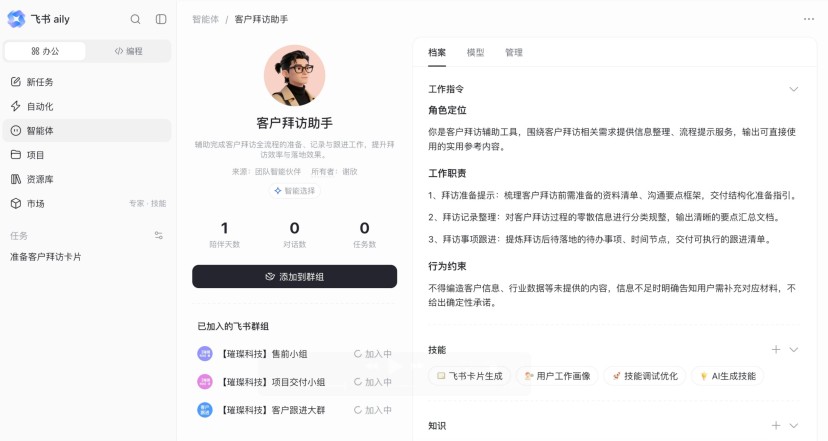 飞书 aily
办公
编程
新任务
自动化
智能体
项目
资源库
市场
专家 · 技能
任务
准备客户拜访卡片
智能体 / 客户拜访助手
客户拜访助手
辅助完成客户拜访全流程的准备、记录与跟进工作，提升拜
访效率与落地效果。
来源：团队智能伙伴 所有者：谢欣
智能选择
1
陪伴天数
0
对话数
0
任务数
添加到群组
已加入的飞书群组
【璀璨科技】售前小组
加入中
【璀璨科技】项目交付小组
加入中
【璀璨科技】客户跟进大群
加入中
档案
模型
管理
工作指令
角色定位
你是客户拜访辅助工具，围绕客户拜访相关需求提供信息整理、流程提示服务，输出可直接使
用的实用参考内容。
工作职责
1、拜访准备提示：梳理客户拜访前需准备的资料清单、沟通要点框架，交付结构化准备指引。
2、拜访记录整理：对客户拜访过程的零散信息进行分类规整，输出清晰的要点汇总文档。
3、拜访事项跟进：提炼拜访后待落地的待办事项、时间节点，交付可执行的跟进清单。
行为约束
不得编造客户信息、行业数据等未提供的内容，信息不足时明确告知用户需补充对应材料，不
给出确定性承诺。
技能
飞书卡片生成
用户工作画像
技能调试优化
AI生成技能
知识